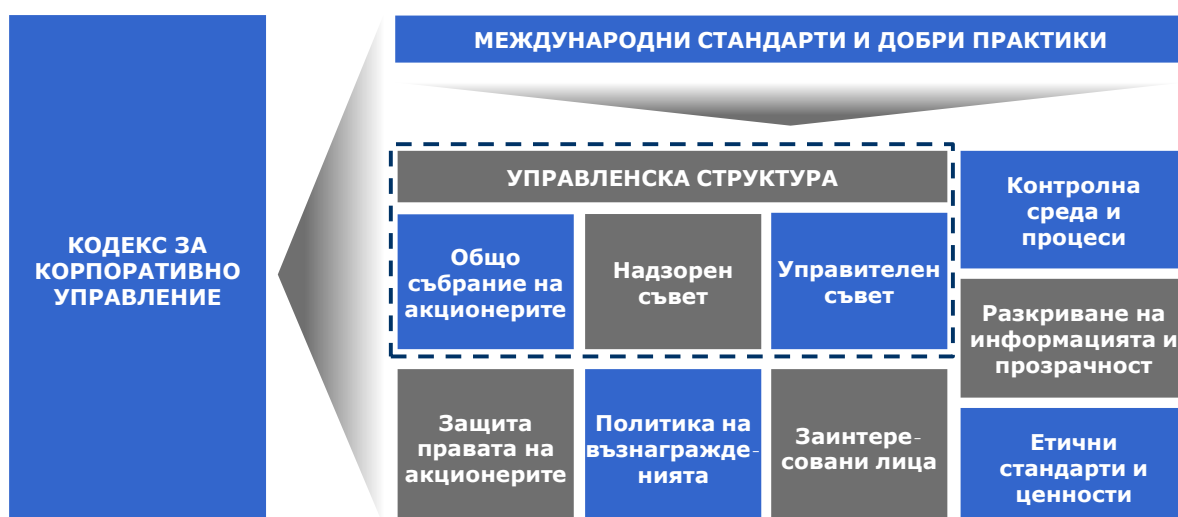 МЕЖДУНАРОДНИ СТАНДАРТИ И ДОБРИ ПРАКТИКИ
КОДЕКС ЗА
КОРПОРАТИВНО
УПРАВЛЕНИЕ
УПРАВЛЕНСКА СТРУКТУРА
Общо
събрание на
акционерите
Надзорен
съвет
Управителен
съвет
Контролна
среда и
процеси
Разкриване на
информацията и
прозрачност
Защита
правата на
акционерите
Политика на
възнагражде-
нията
Заинтере-
совани лица
Етични
стандарти и
ценности